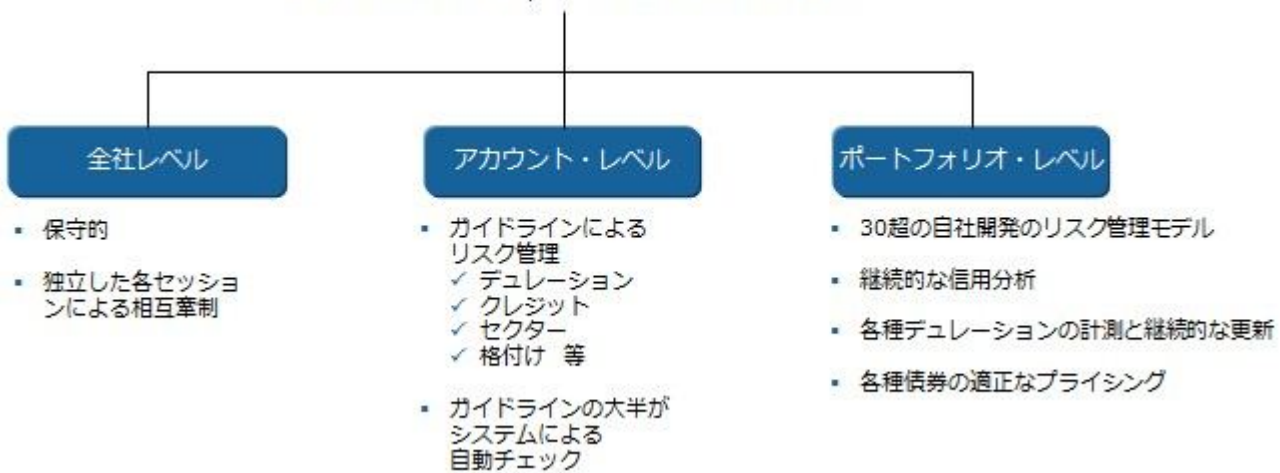 全社レベル
保守的
独立した各セッショ
ンによる相互牽制
アカウント・レベル
ガイドラインによる
リスク管理
✓ デュレーション
✓ クレジット
✓ セクター
✓ 格付け 等
ガイドラインの大半が
システムによる
自動チェック
ポートフォリオ・レベル
30超の自社開発のリスク管理モデル
継続的な信用分析
各種デュレーションの計測と継続的な更新
各種債券の適正なプライシング